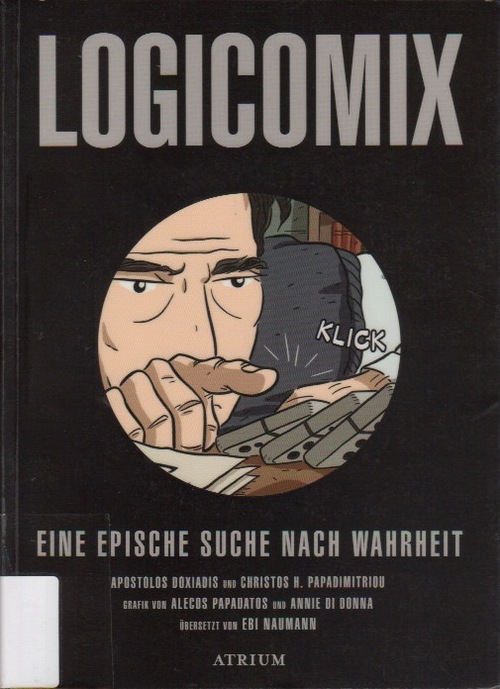 LOGICOMIX
KLICK
EINE EPISCHE SUCHE NACH WAHRHEIT
APOSTOLOS DOXIADIS UND CHRISTOS H. PAPADIMITRIOU
GRAFIK VON ALECOS PAPADATOS UND ANNIE DI DONNA
ÜBERSETZT VON EBI NAUMANN
ATRIUM